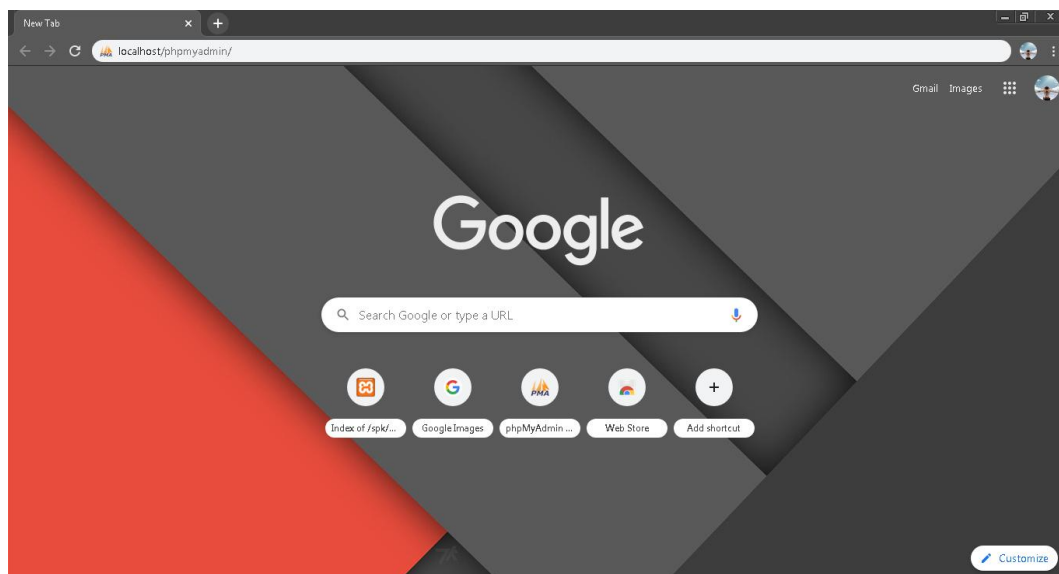 New Tab
localhost/phpmyadmin/
Gmail Images
Google
Search Google or type a URL
PMA
Index of /spk/... Google Images phpMyAdmin ... Web Store Add shortcut
Customize